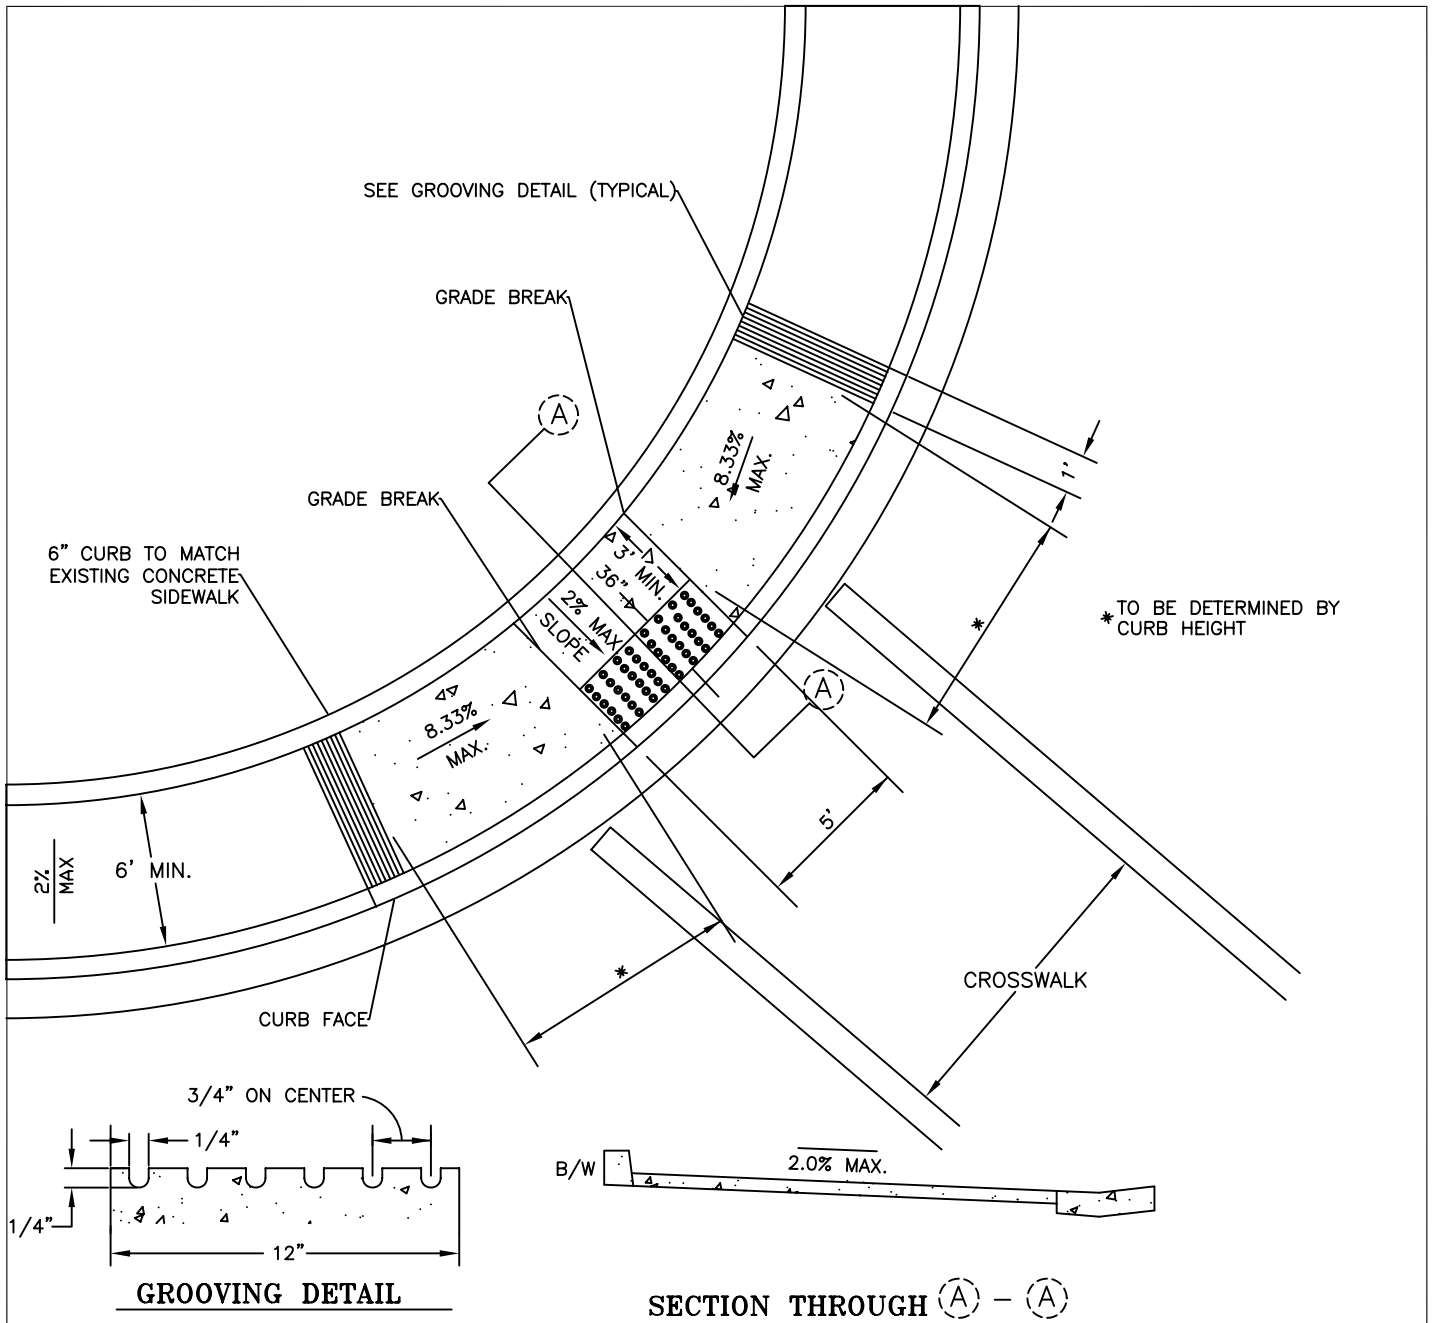 SEE GROOVING DETAIL (TYPICAL)
GRADE BREAK
A
8.33%
MAX.
1'
GRADE BREAK
6" CURB TO MATCH
EXISTING CONCRETE
SIDEWALK
3' MIN.
36"
2% MAX
SLOPE
*
* TO BE DETERMINED BY
CURB HEIGHT
A
8.33%
MAX.
5'
2%
MAX
6' MIN.
*
CROSSWALK
CURB FACE
3/4" ON CENTER
1/4"
1/4"
12"
GROOVING DETAIL
B/W
2.0% MAX.
SECTION THROUGH A - A